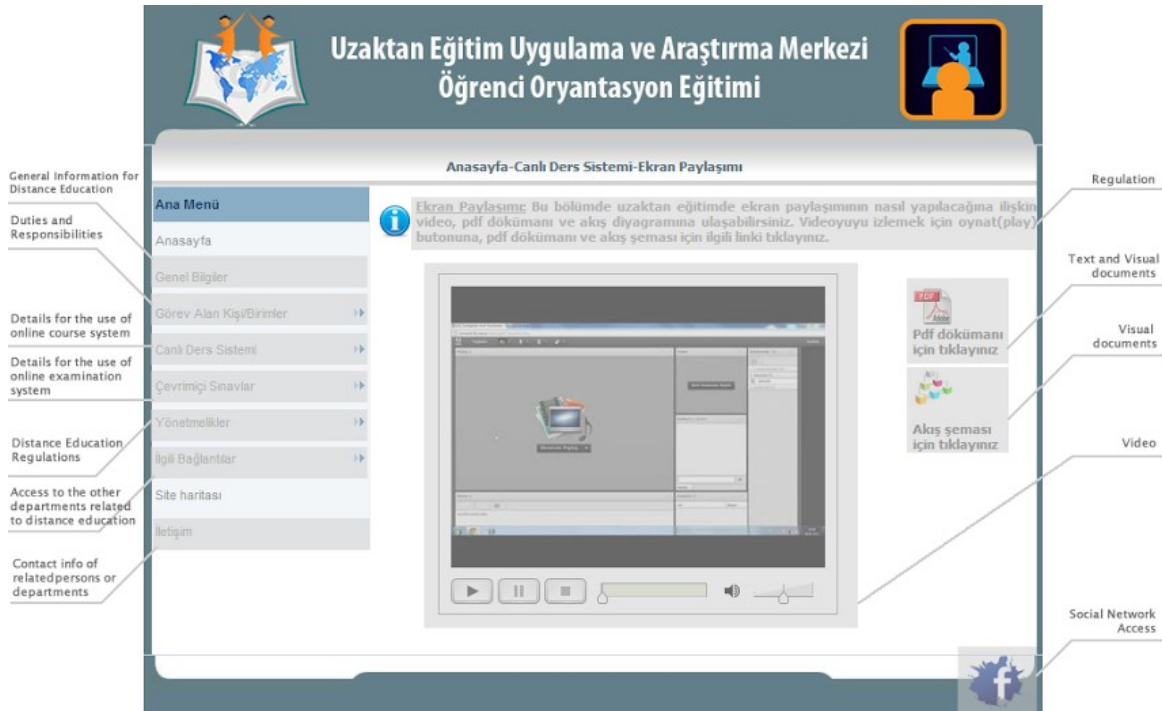 Uzaktan Eğitim Uygulama ve Araştırma Merkezi
Öğrenci Oryantasyon Eğitimi
Anasayfa-Canlı Ders Sistemi-Ekran Paylaşımı
General Information for
Distance Education
Duties and
Responsibilities
Details for the use of
online course system
Details for the use of
online examination
system
Distance Education
Regulations
Access to the other
departments related
to distance education
Contact info of
relatedpersons or
departments
Ana Menü
Anasayfa
Genel Bilgiler
Görev Alan Kişi/Birimler
Canlı Ders Sistemi
Çevrimiçi Sınavlar
Yönetmelikler
İlgili Bağlantılar
Site haritası
İletişim
Ekran Paylaşımı: Bu bölümde uzaktan eğitimde ekran paylaşımının nasıl yapılacağına ilişkin
video, pdf dökümanı ve akış diyagramına ulaşabilirsiniz. Videoyuyu izlemek için oynat(play)
butonuna, pdf dökümanı ve akış şeması için ilgili linki tıklayınız.
PDF
Adobe
Pdf dökümanı
için tıklayınız
Akış şeması
için tıklayınız
Regulation
Text and Visual
documents
Visual
documents
Video
Social Network
Access
f